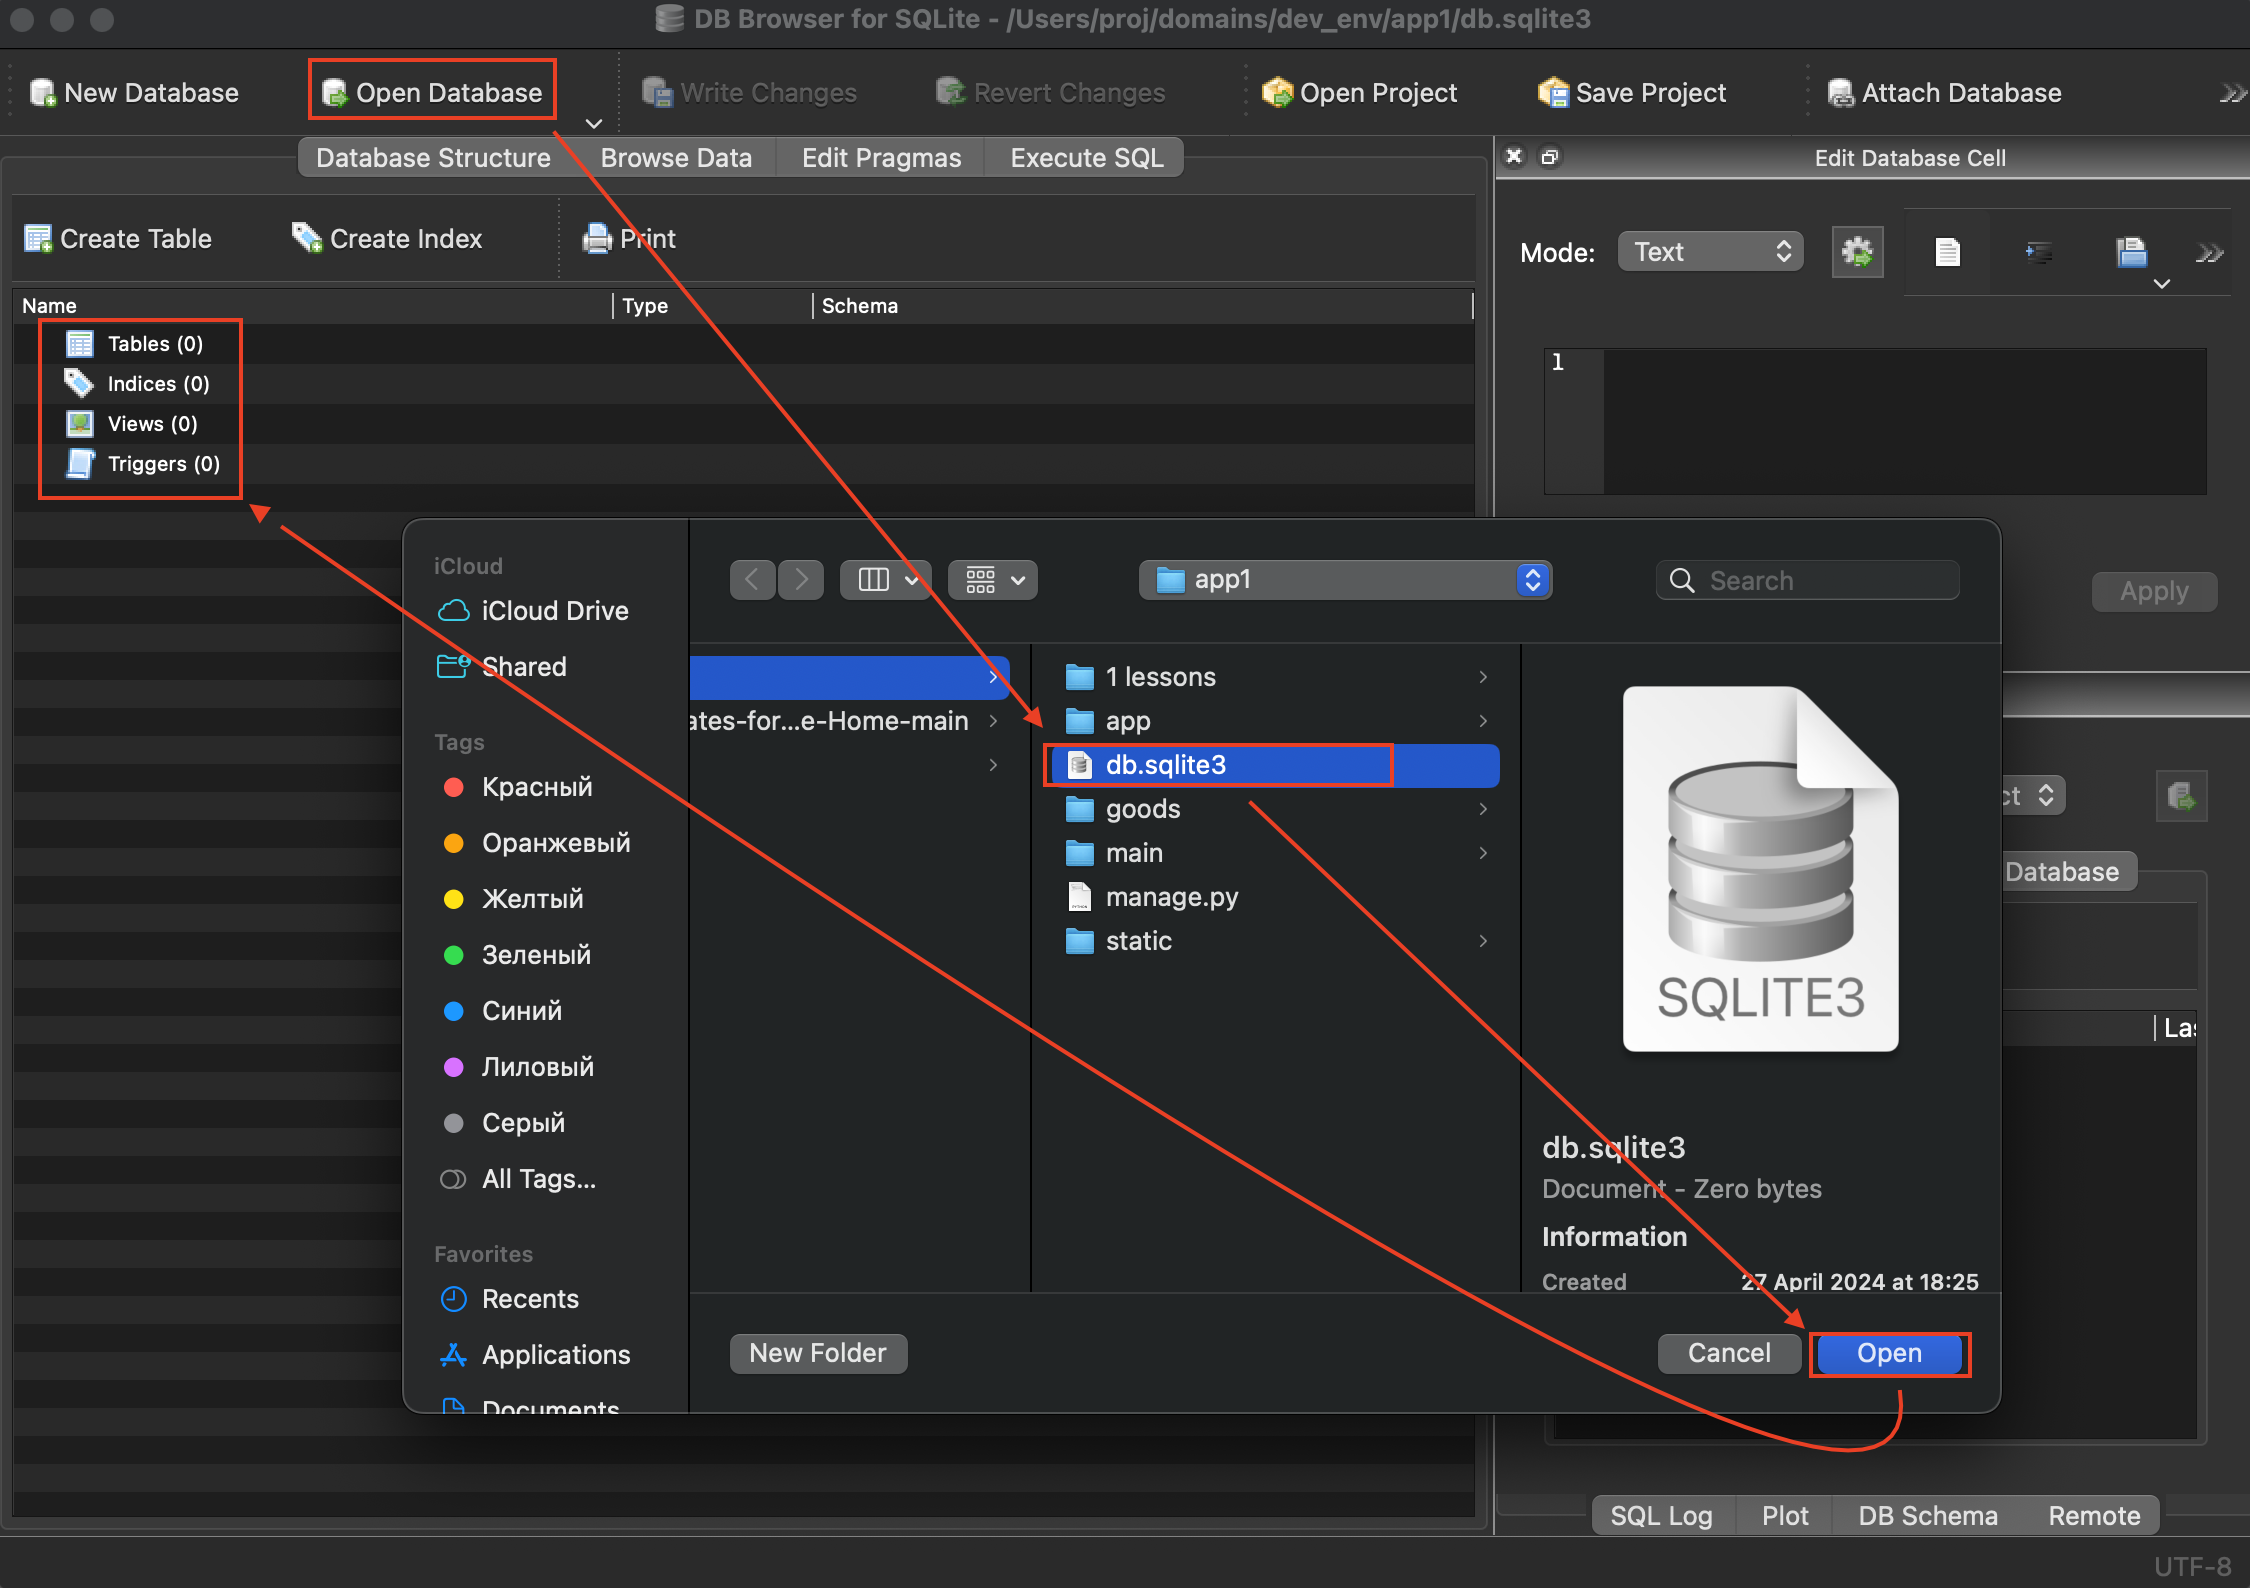 DB Browser for SQLite - /Users/proj/domains/dev_env/app1/db.sqlite3
New Database
Open Database
Write Changes
Revert Changes
Open Project
Save Project
Attach Database
Database Structure
Browse Data
Edit Pragmas
Execute SQL
Edit Database Cell
Create Table
Create Index
Print
Mode:
Text
Name
Type
Schema
Tables (0)
Indices (0)
Views (0)
Triggers (0)
1
Apply
iCloud
iCloud Drive
Shared
Tags
Красный
Оранжевый
Желтый
Зеленый
Синий
Лиловый
Серый
All Tags...
Favorites
Recents
Applications
Documents
app1
Search
ates-for...e-Home-main
1 lessons
app
db.sqlite3
goods
main
manage.py
static
SQLITE3
db.sqlite3
Document - Zero bytes
Information
Created
27 April 2024 at 18:25
New Folder
Cancel
Open
ct
Database
Las
SQL Log
Plot
DB Schema
Remote
UTF-8